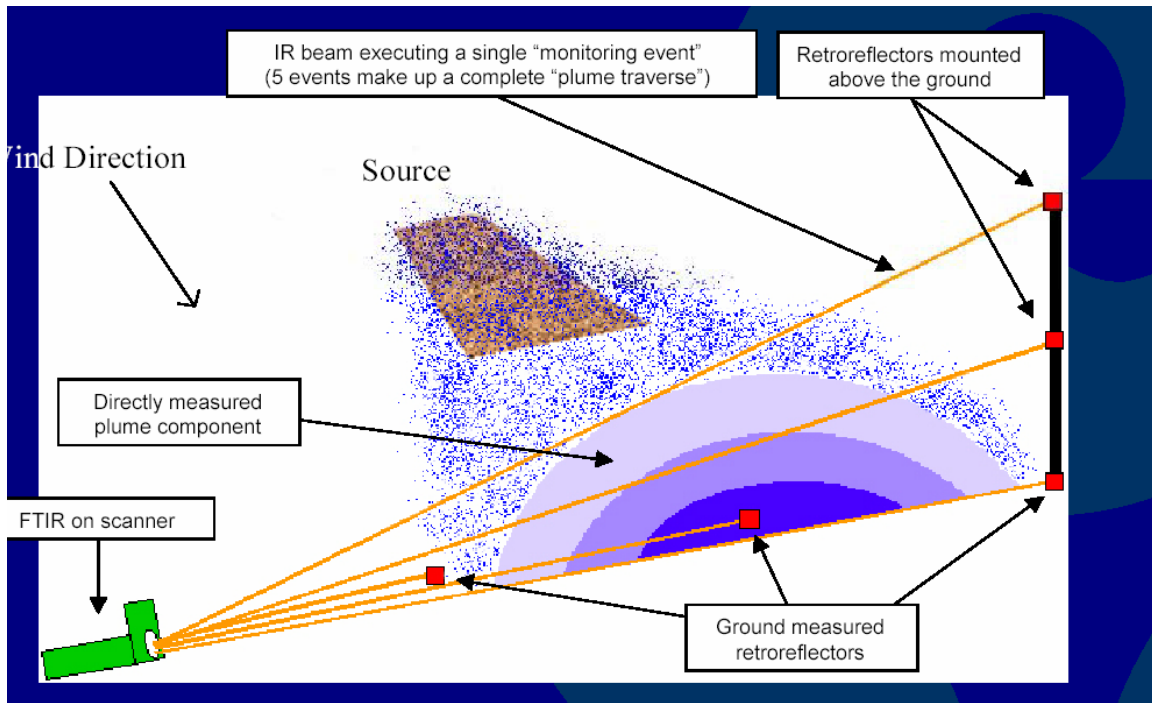 IR beam executing a single “monitoring event”
(5 events make up a complete “plume traverse”)
Retroreflectors mounted
above the ground
Wind Direction
Source
Directly measured
plume component
FTIR on scanner
Ground measured
retroreflectors